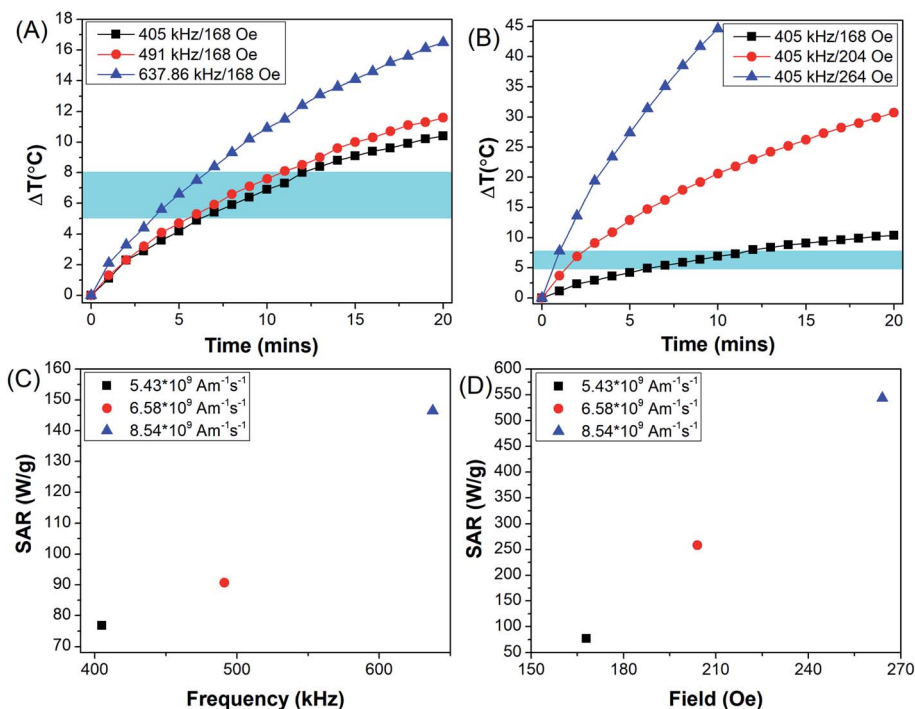 (A)
405 kHz/168 Oe
491 kHz/168 Oe
637.86 kHz/168 Oe
ΔT(°C)
16
14
12
10
8
6
4
2
0
0 5 10 15 20
Time (mins)
(B)
405 kHz/168 Oe
405 kHz/204 Oe
405 kHz/264 Oe
ΔT(°C)
45
40
35
30
25
20
15
10
5
0
0 5 10 15 20
Time (mins)
(C)
5.43*10⁹ Am⁻¹s⁻¹
6.58*10⁹ Am⁻¹s⁻¹
8.54*10⁹ Am⁻¹s⁻¹
SAR (W/g)
160
150
140
130
120
110
100
90
80
70
400 500 600
Frequency (kHz)
(D)
5.43*10⁹ Am⁻¹s⁻¹
6.58*10⁹ Am⁻¹s⁻¹
8.54*10⁹ Am⁻¹s⁻¹
SAR (W/g)
600
550
500
450
400
350
300
250
200
150
100
50
150 180 210 240 270
Field (Oe)